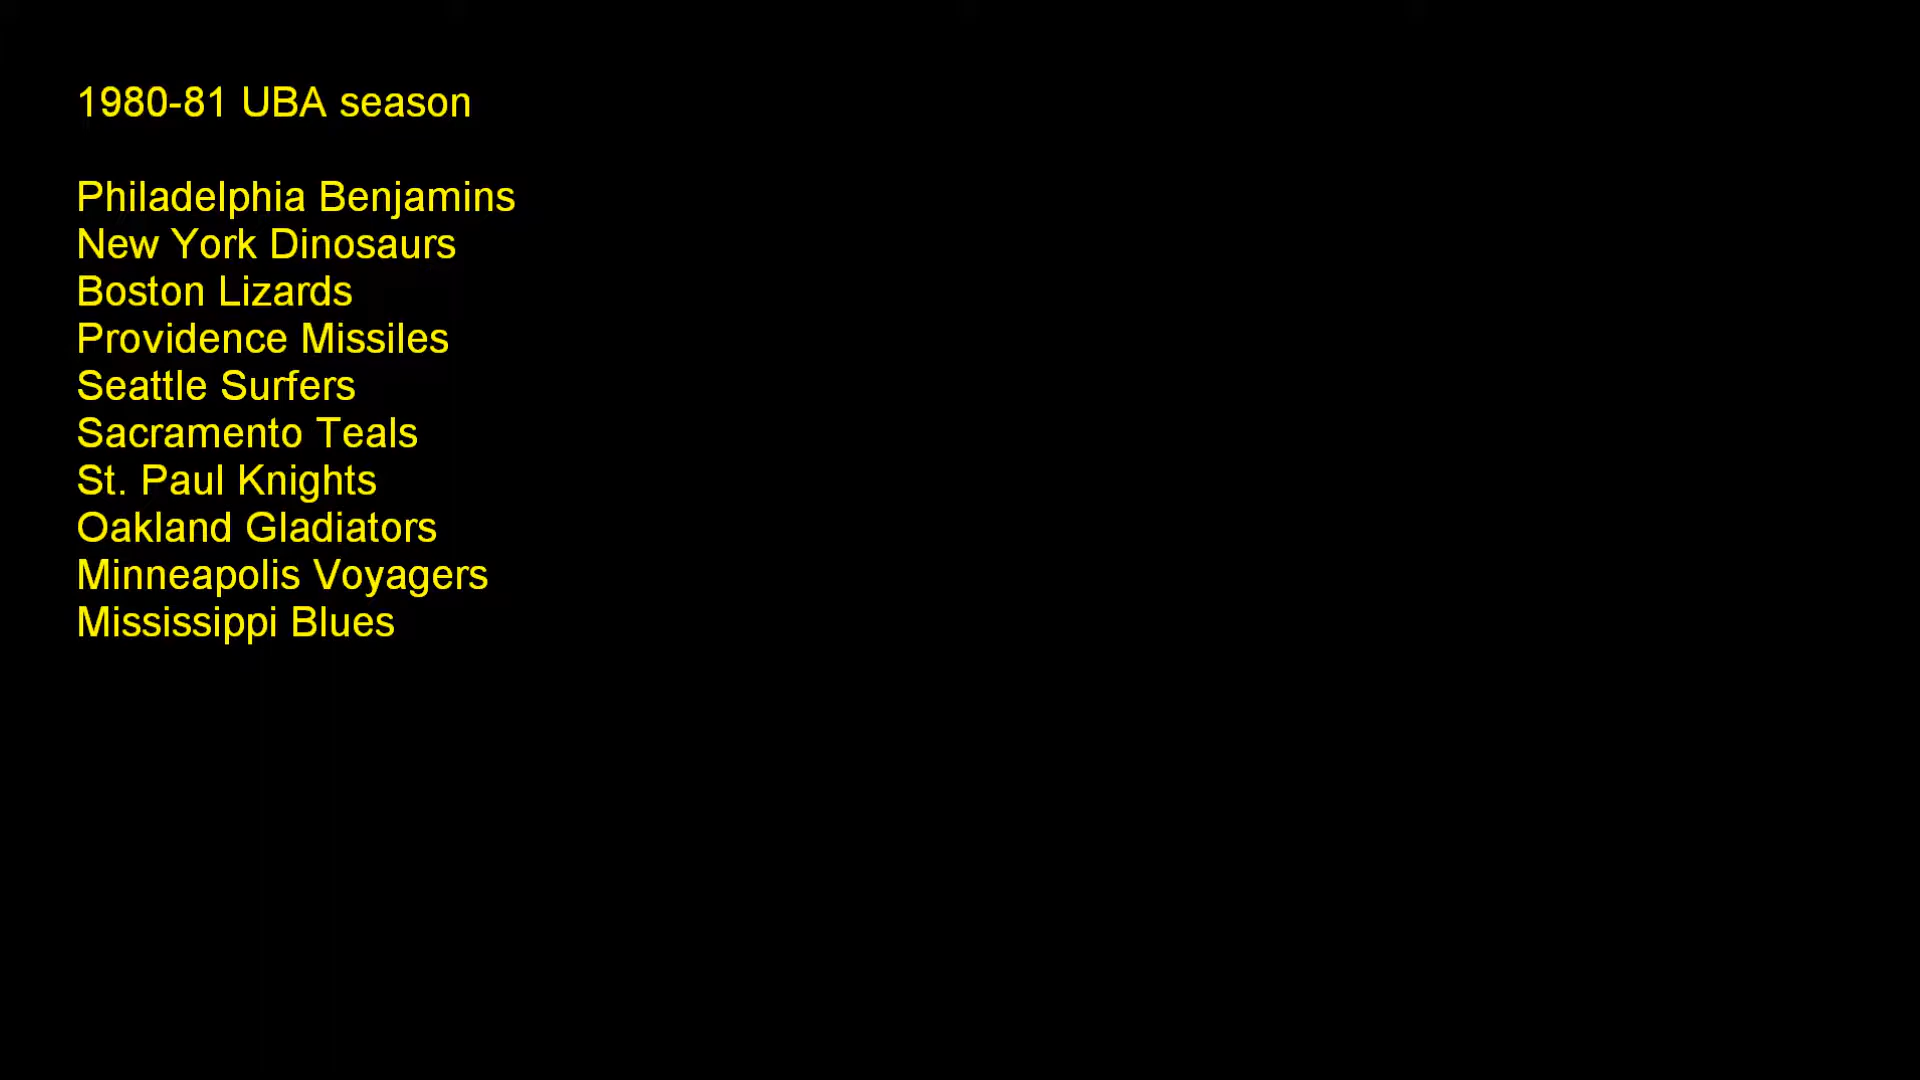 1980-81 UBA season
Philadelphia Benjamins
New York Dinosaurs
Boston Lizards
Providence Missiles
Seattle Surfers
Sacramento Teals
St. Paul Knights
Oakland Gladiators
Minneapolis Voyagers
Mississippi Blues